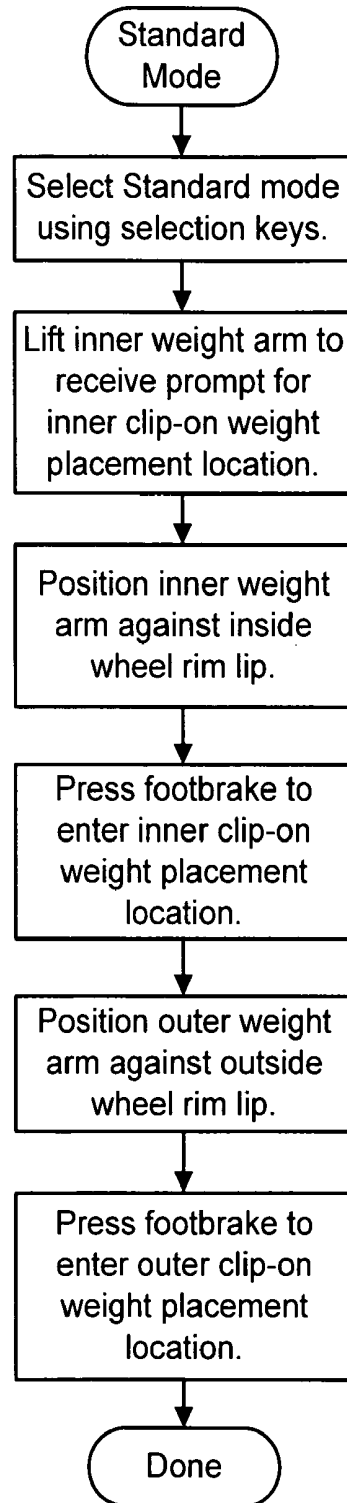 Standard
Mode
Select Standard mode
using selection keys.
Lift inner weight arm to
receive prompt for
inner clip-on weight
placement location.
Position inner weight
arm against inside
wheel rim lip.
Press footbrake to
enter inner clip-on
weight placement
location.
Position outer weight
arm against outside
wheel rim lip.
Press footbrake to
enter outer clip-on
weight placement
location.
Done